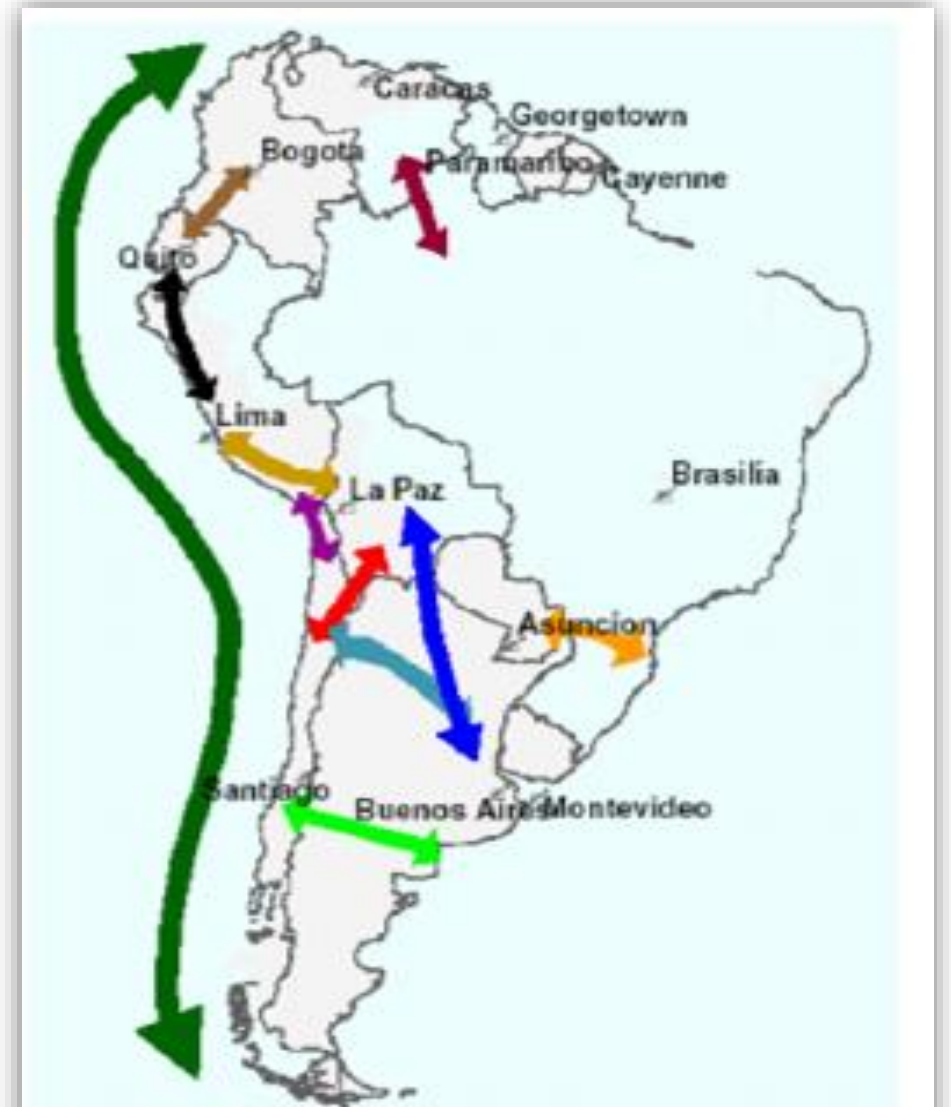 Caracas
Georgetown
Bogota
Paramaribo
Cayenne
Quito
Lima
Brasilia
La Paz
Asuncion
Santiago
Buenos Aires
Montevideo